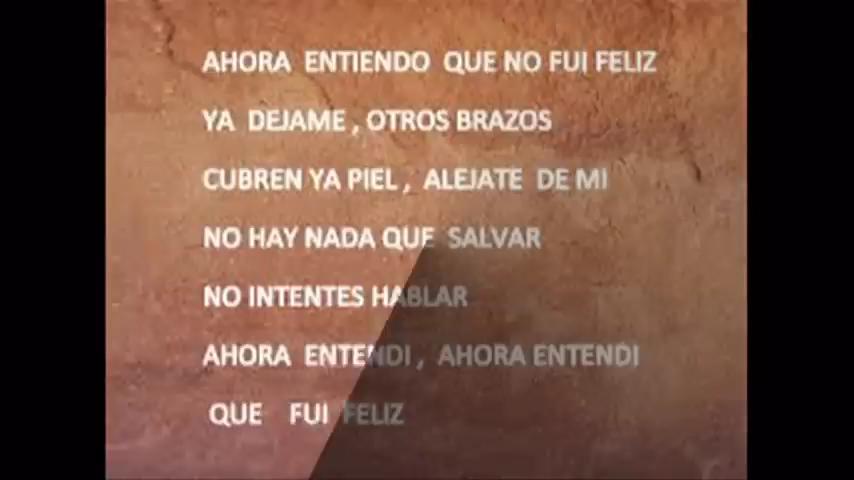 AHORA ENTIENDO QUE NO FUI FELIZ
YA DEJAME , OTROS BRAZOS
CUBREN YA PIEL , ALEJATE DE MI
NO HAY NADA QUE SALVAR
NO INTENTES HABLAR
AHORA ENTENDI , AHORA ENTENDI
QUE FUI FELIZ